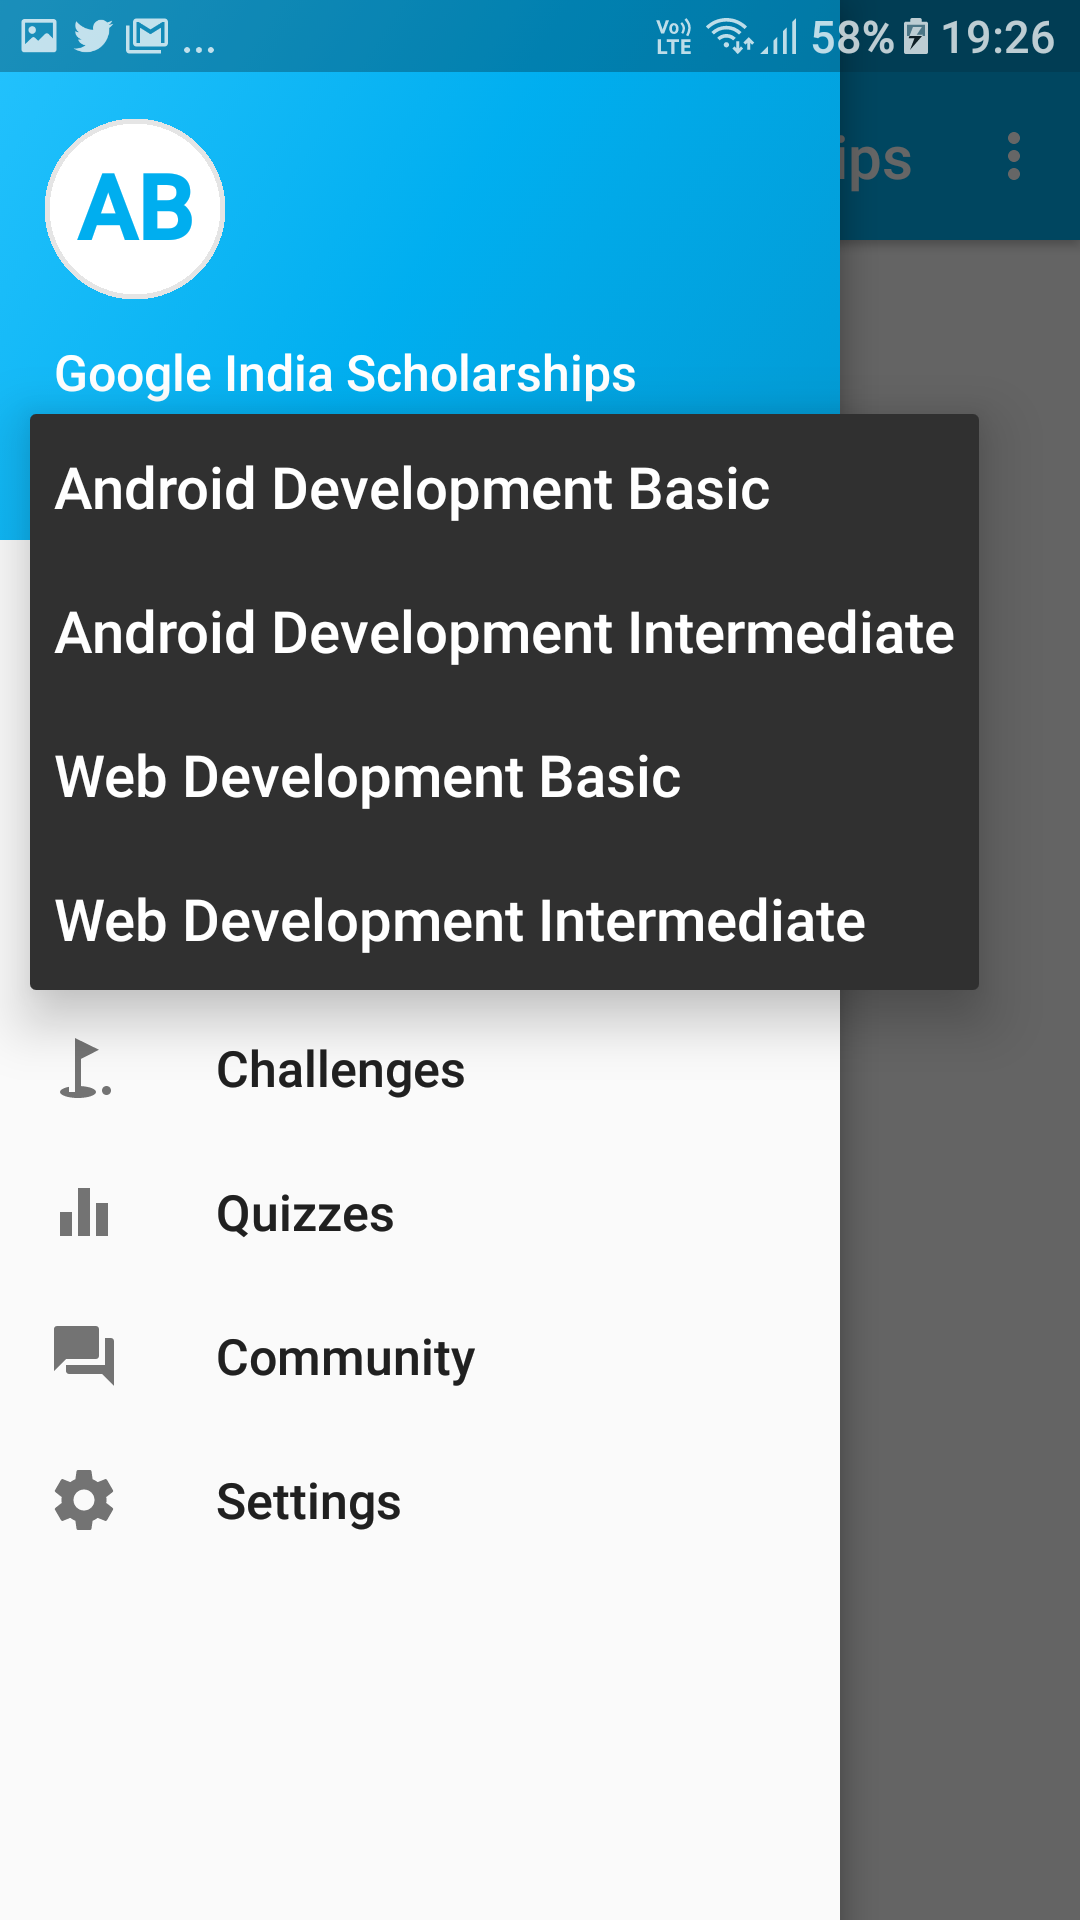 ... Vo)) LTE 58% 19:26
ips
AB
Google India Scholarships
Android Development Basic
Android Development Intermediate
Web Development Basic
Web Development Intermediate
Challenges
Quizzes
Community
Settings